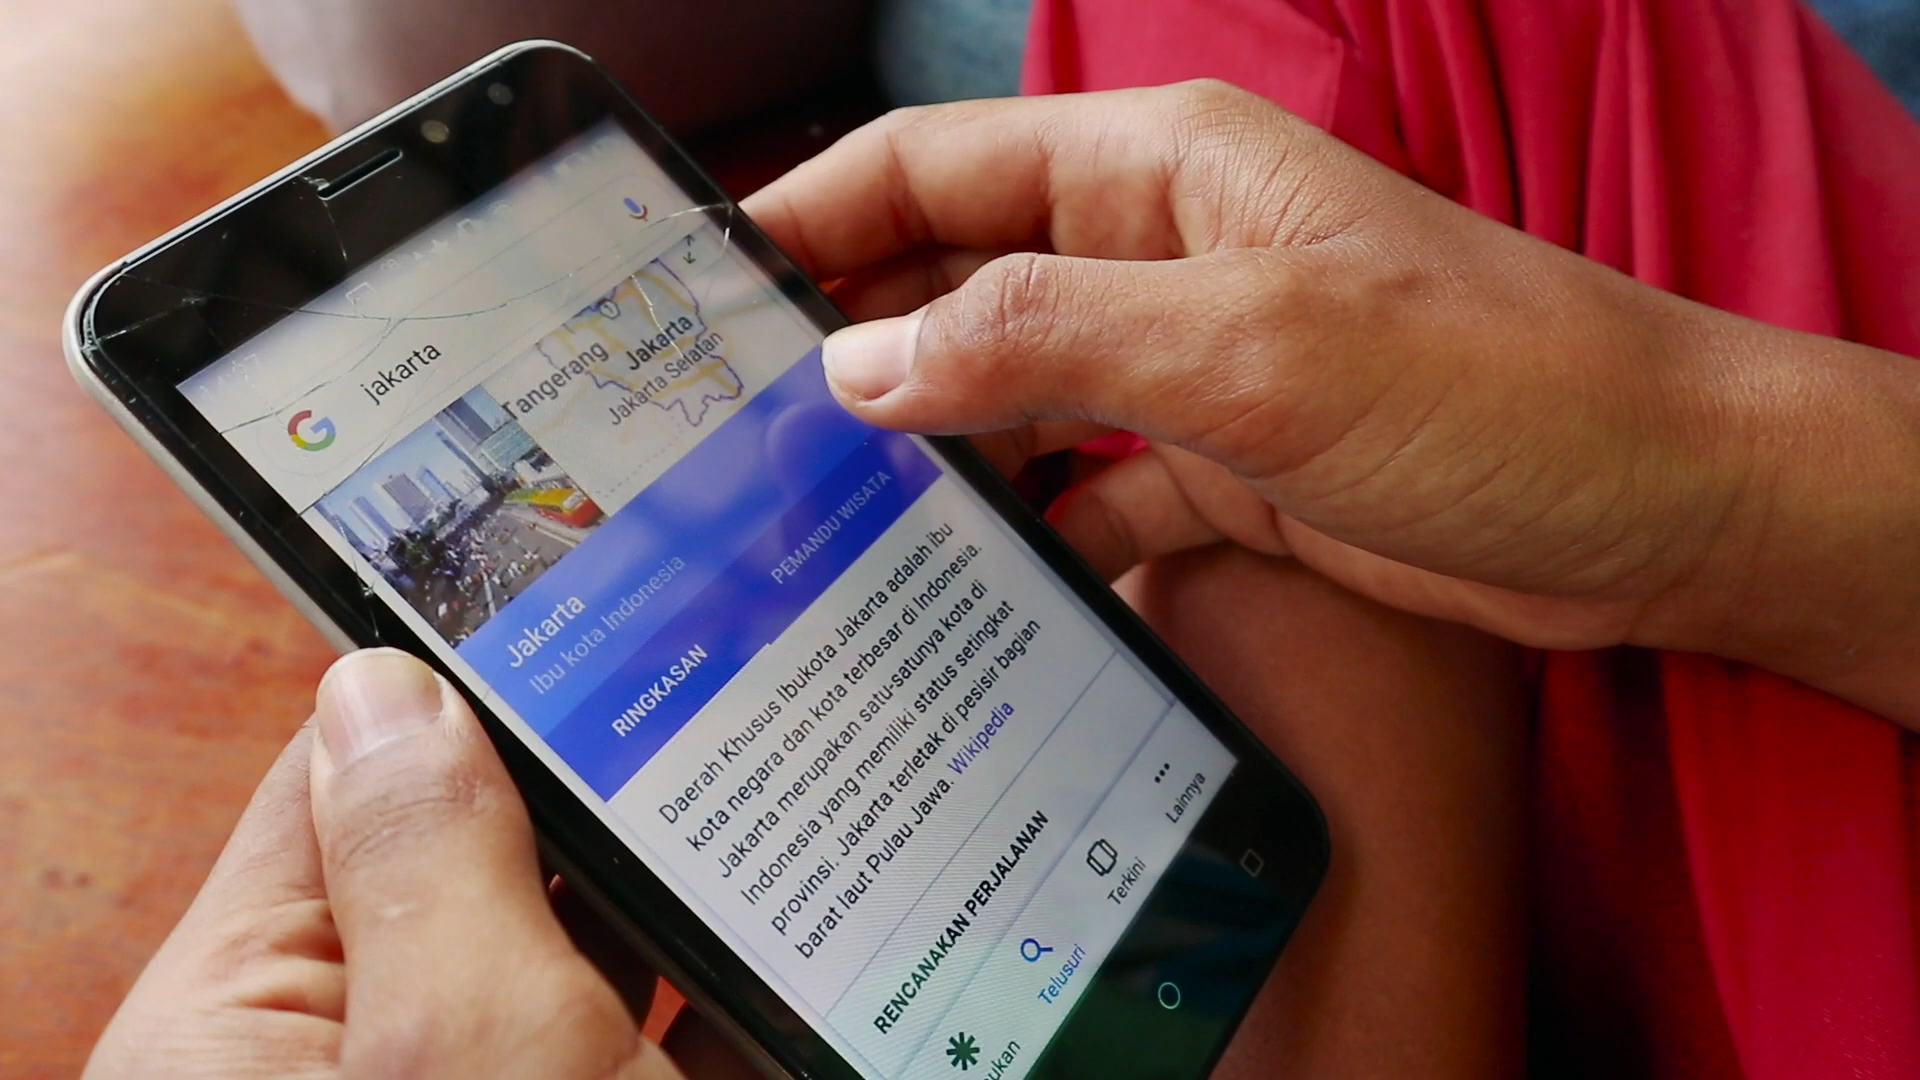 jakarta
Tangerang
Jakarta
Jakarta Selatan
Jakarta
Ibu kota Indonesia
RINGKASAN
PEMANDU WISATA
Daerah Khusus Ibukota Jakarta adalah ibu
kota negara dan kota terbesar di Indonesia.
Jakarta merupakan satu-satunya kota di
Indonesia yang memiliki status setingkat
provinsi. Jakarta terletak di pesisir bagian
barat laut Pulau Jawa. Wikipedia
RENCANAKAN PERJALANAN
Telusuri
Terkini
Lainnya